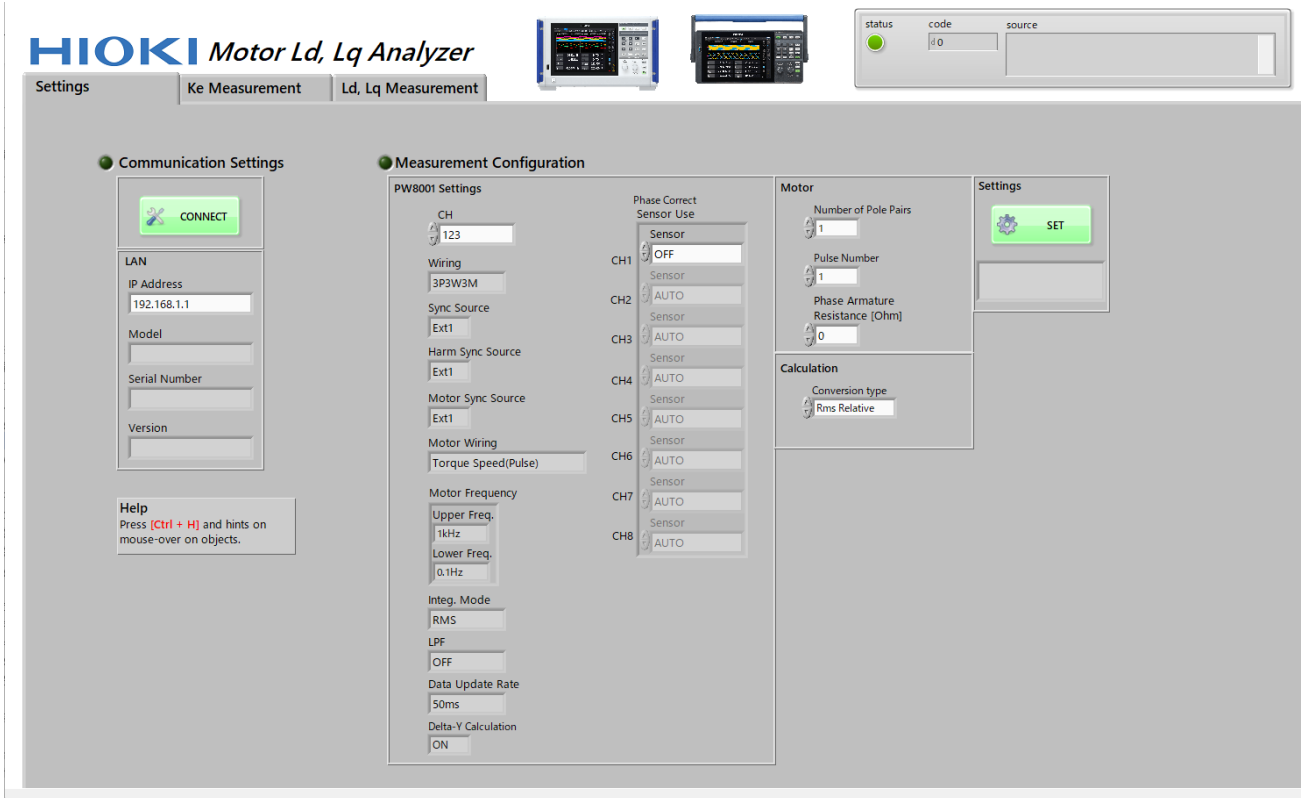 HIOKI Motor Ld, Lq Analyzer
status code source
d 0
Settings
Ke Measurement
Ld, Lq Measurement
Communication Settings
CONNECT
LAN
IP Address
192.168.1.1
Model
Serial Number
Version
Help
Press [Ctrl + H] and hints on
mouse-over on objects.
Measurement Configuration
PW8001 Settings
CH
123
Wiring
3P3W3M
Sync Source
Ext1
Harm Sync Source
Ext1
Motor Sync Source
Ext1
Motor Wiring
Torque Speed(Pulse)
Motor Frequency
Upper Freq.
1kHz
Lower Freq.
0.1Hz
Integ. Mode
RMS
LPF
OFF
Data Update Rate
50ms
Delta-Y Calculation
ON
Phase Correct
Sensor Use
Sensor
CH1 OFF
Sensor
CH2 AUTO
Sensor
CH3 AUTO
Sensor
CH4 AUTO
Sensor
CH5 AUTO
Sensor
CH6 AUTO
Sensor
CH7 AUTO
Sensor
CH8 AUTO
Motor
Number of Pole Pairs
1
Pulse Number
1
Phase Armature
Resistance [Ohm]
0
Calculation
Conversion type
Rms Relative
Settings
SET